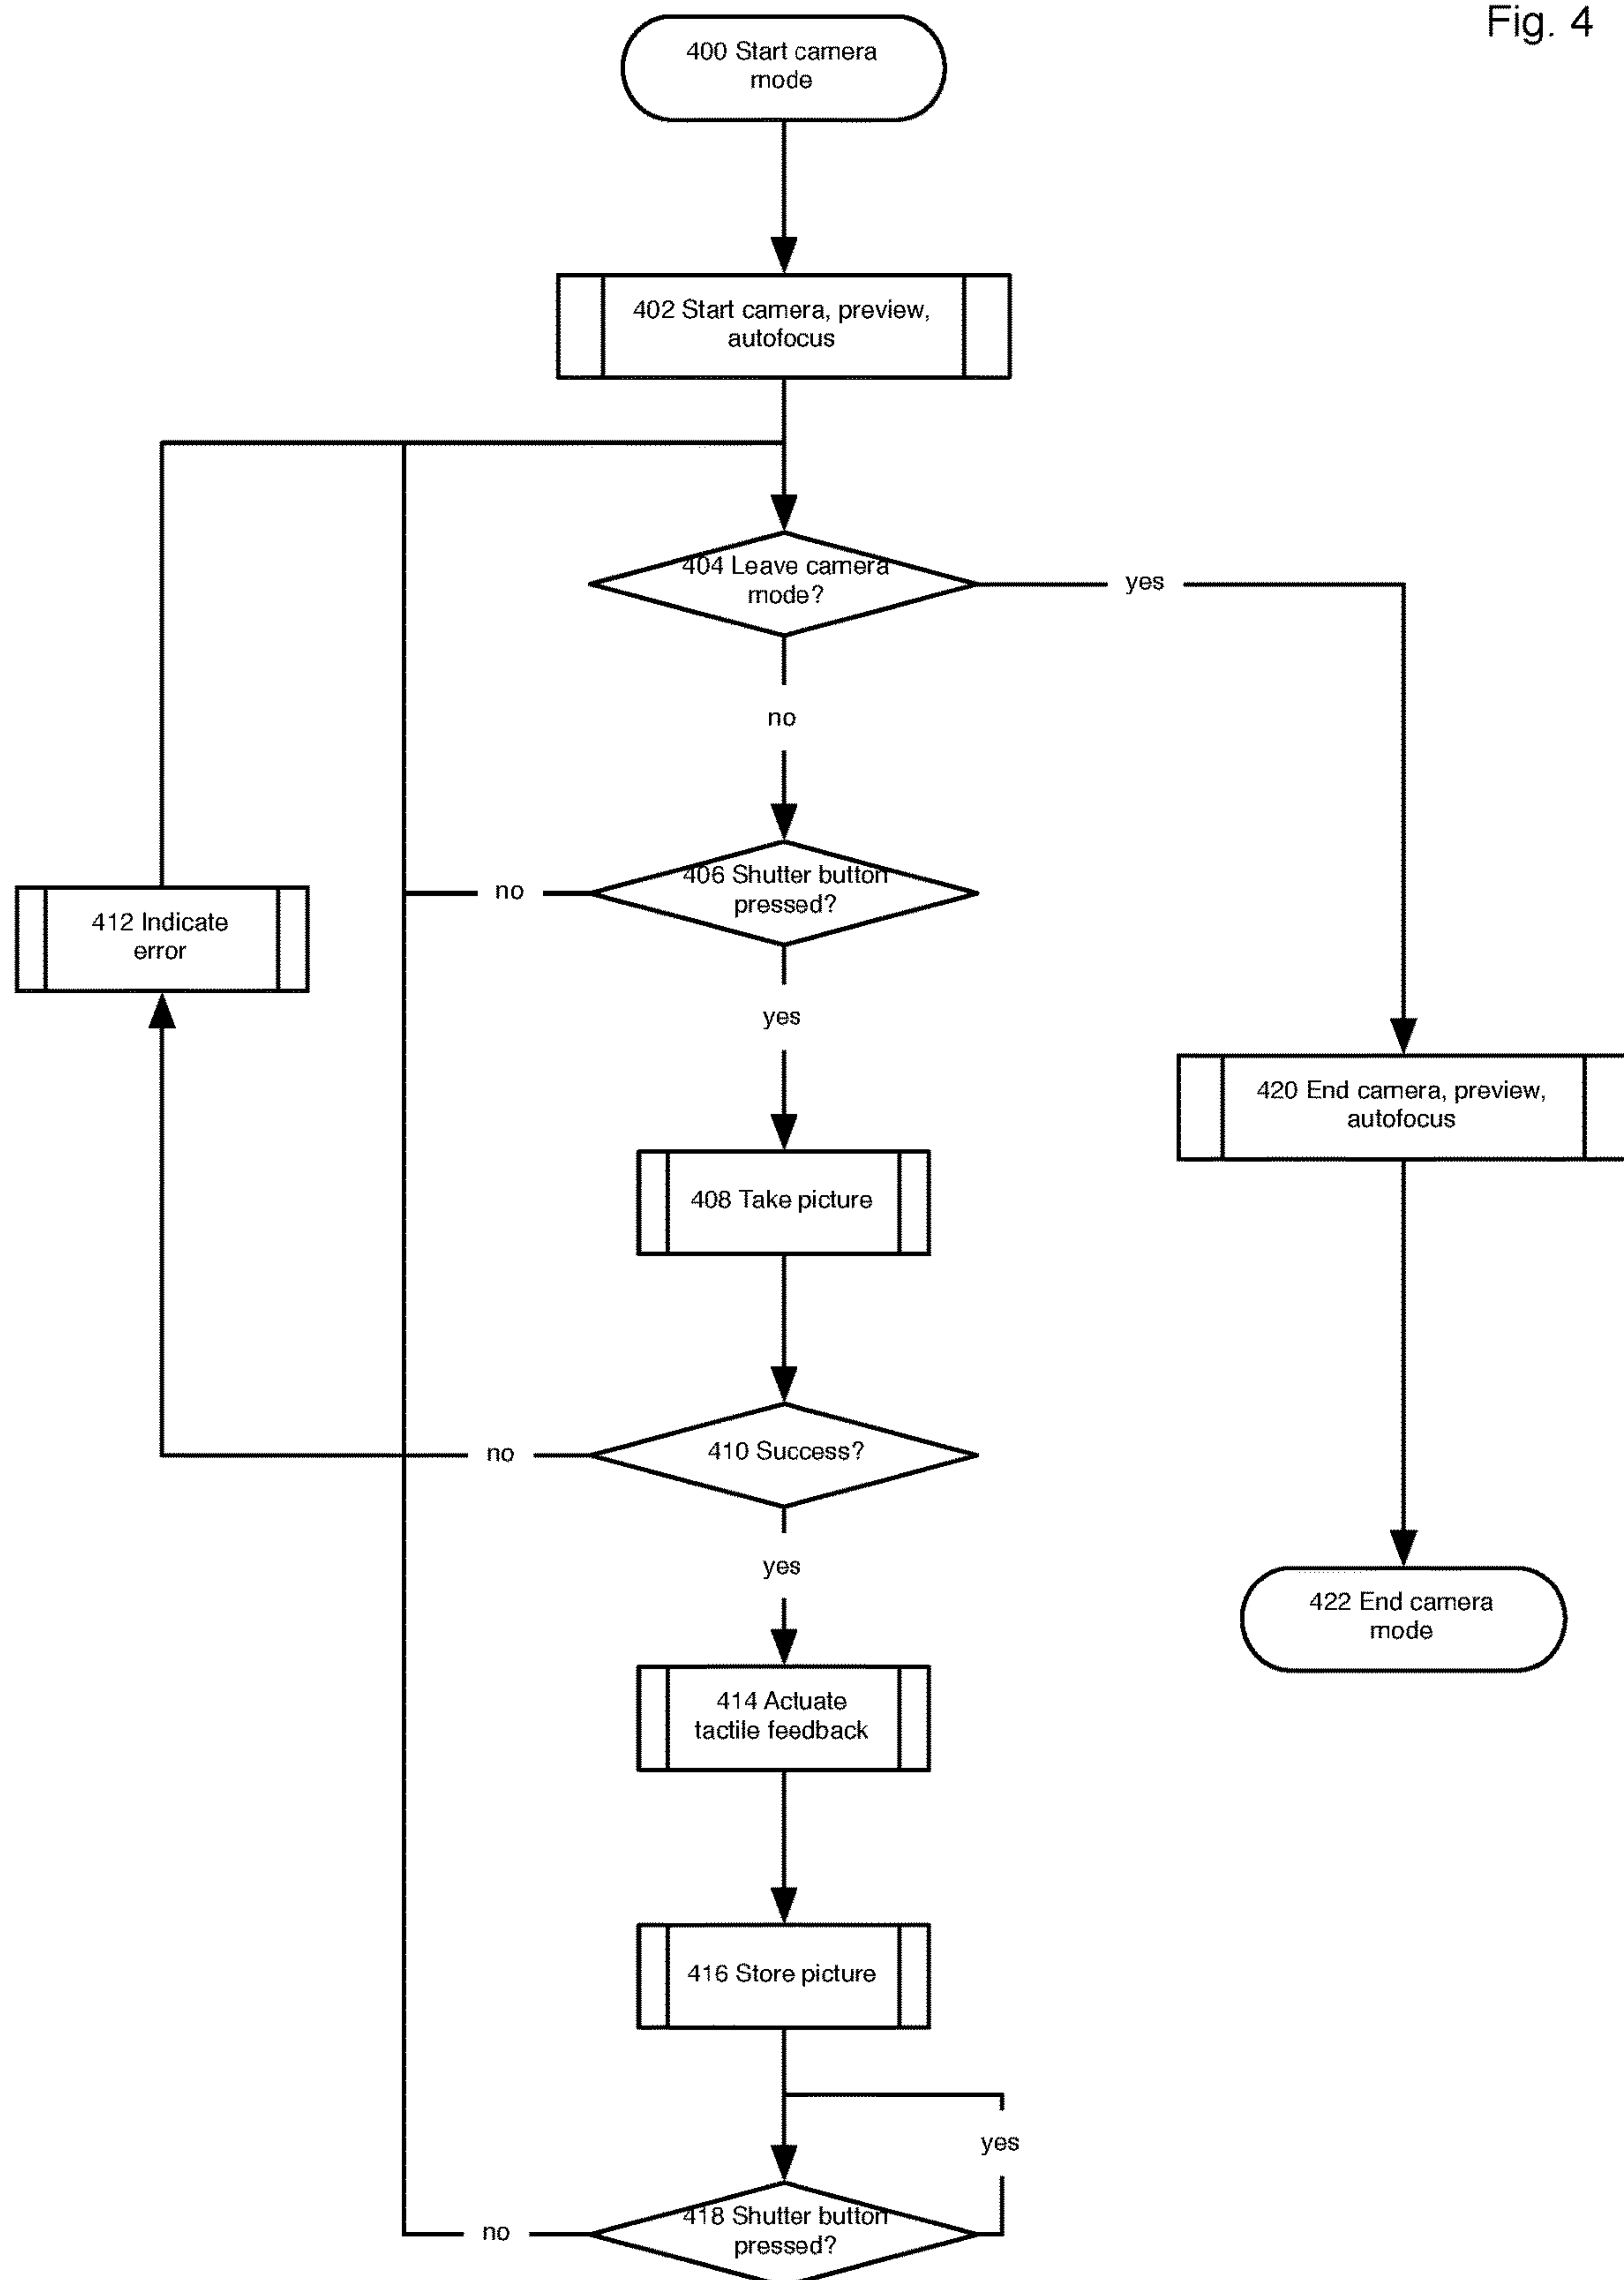 Fig. 4
400 Start camera
mode
402 Start camera, preview,
autofocus
404 Leave camera
mode?
yes
no
406 Shutter button
pressed?
no
412 Indicate
error
yes
420 End camera, preview,
autofocus
408 Take picture
410 Success?
no
yes
422 End camera
mode
414 Actuate
tactile feedback
416 Store picture
yes
418 Shutter button
pressed?
no